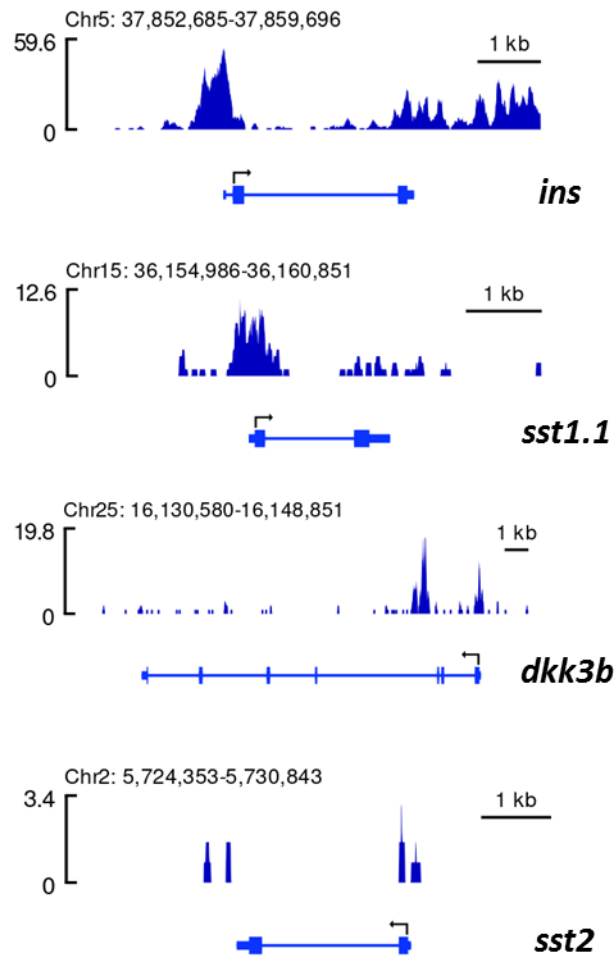 Chr5: 37,852,685-37,859,696
59.6
1 kb
0
ins
Chr15: 36,154,986-36,160,851
12.6
1 kb
0
sst1.1
Chr25: 16,130,580-16,148,851
19.8
1 kb
0
dkk3b
Chr2: 5,724,353-5,730,843
3.4
1 kb
0
sst2